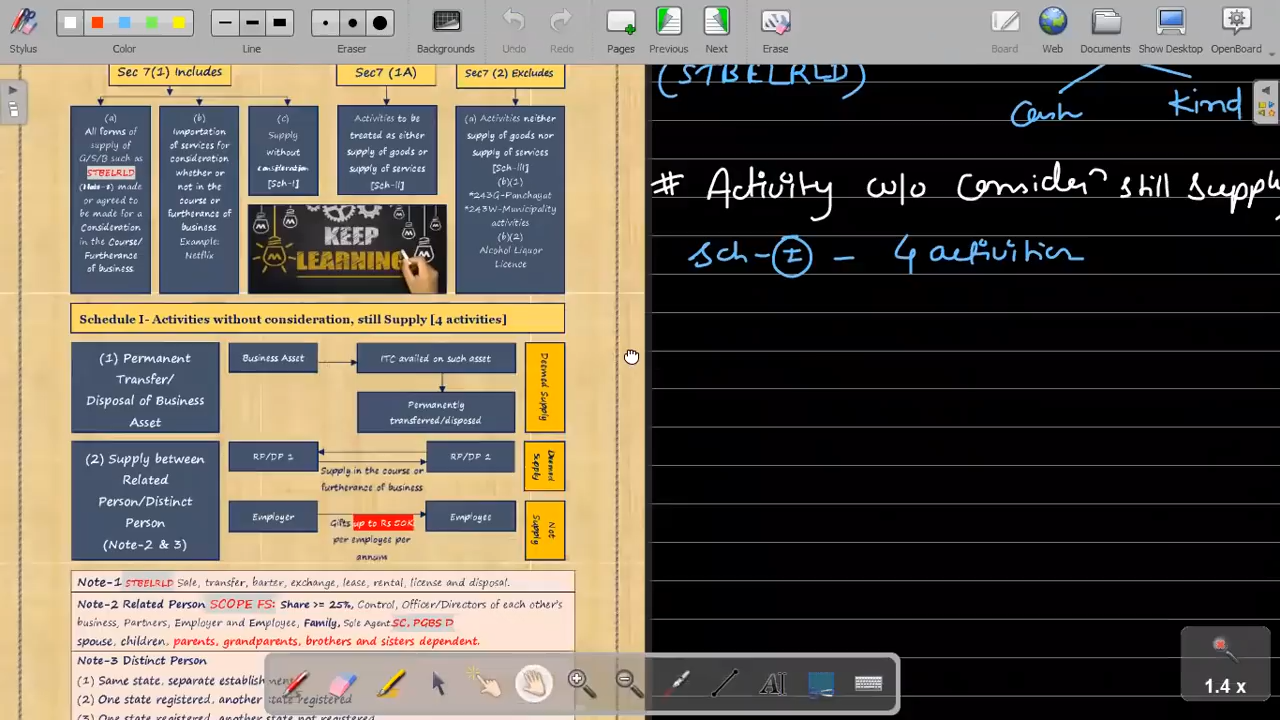 Stylus
Color
Line
Eraser
Backgrounds
Undo
Redo
Pages
Previous
Next
Erase
Board
Web
Documents
Show Desktop
OpenBoard
Sec 7(1) Includes
Sec7 (1A)
Sec7 (2) Excludes
(a)
All forms of
supply of
G/S/B such as
STBELRLD
(Note-1) made
or agreed to
be made for a
Consideration
in the Course/
Furtherance
of business
(b)
Importation
of services for
consideration
whether or
not in the
course or
furtherance of
business
Example:
Netflix
(c)
Supply
without
consideration
[Sch-I]
Activities to be
treated as either
supply of goods or
supply of services
[Sch-II]
(a) Activities neither
supply of goods nor
supply of services
[Sch-III]
(b)(1)
*243G-Panchayat
*243W-Municipality
activities
(b)(2)
Alcohol Liquor
Licence
KEEP
LEARNING
Schedule I- Activities without consideration, still Supply [4 activities]
(1) Permanent
Transfer/
Disposal of Business
Asset
Business Asset
ITC availed on such asset
Permanently
transferred/disposed
Deemed Supply
(2) Supply between
Related
Person/Distinct
Person
(Note-2 & 3)
RP/DP 1
RP/DP 1
Supply in the course or
furtherance of business
Deemed
Supply
Employer
Gifts up to Rs 50K
per employee per
annum
Employee
Not
Supply
Note-1 STBELRLD Sale, transfer, barter, exchange, lease, rental, license and disposal.
Note-2 Related Person SCOPE FS: Share >= 25%, Control, Officer/Directors of each other's
business, Partners, Employer and Employee, Family, Sole Agent SC, PGBS D
spouse, children, parents, grandparents, brothers and sisters dependent.
Note-3 Distinct Person
(1) Same state, separate establishment
(2) One state registered, another state registered
(3) One state registered, another state not registered
(STBELRLD)
Cash
Kind
# Activity w/o Considern still Supply
Sch-I - 4 activities
1.4 x